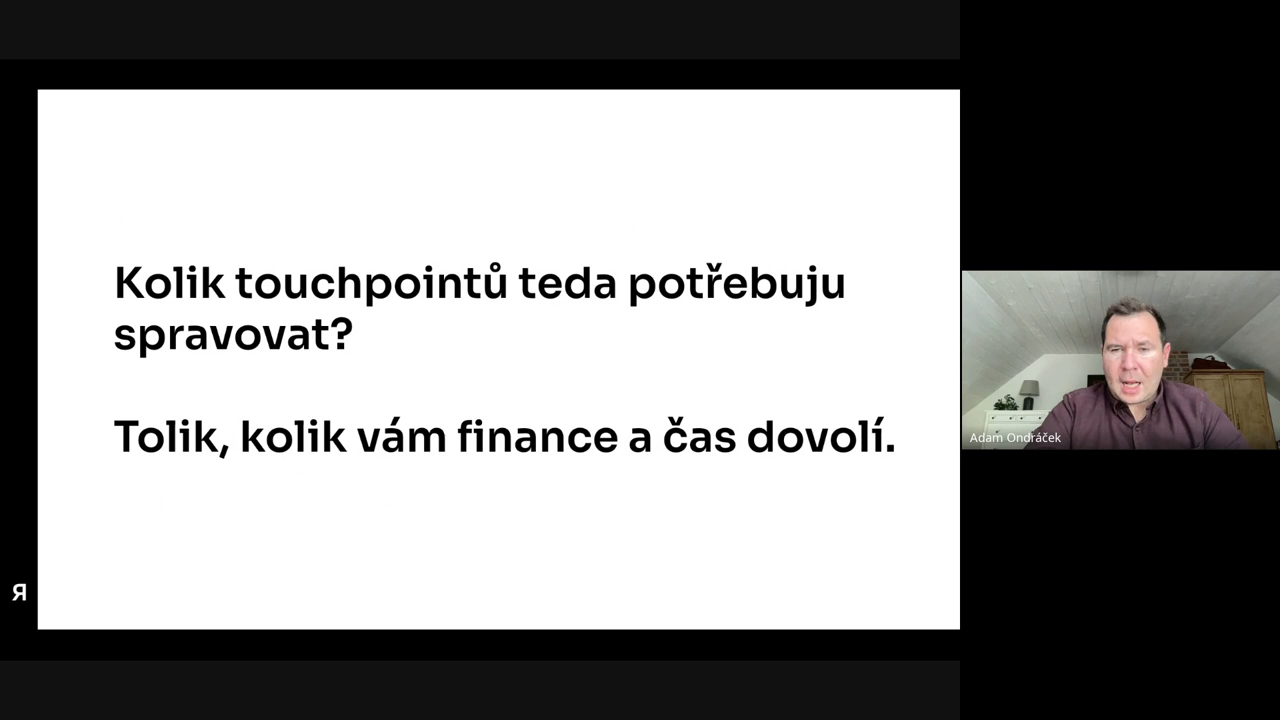 Kolik touchpointů teda potřebuju
spravovat?
Tolik, kolik vám finance a čas dovolí.
Adam Ondráček
Я